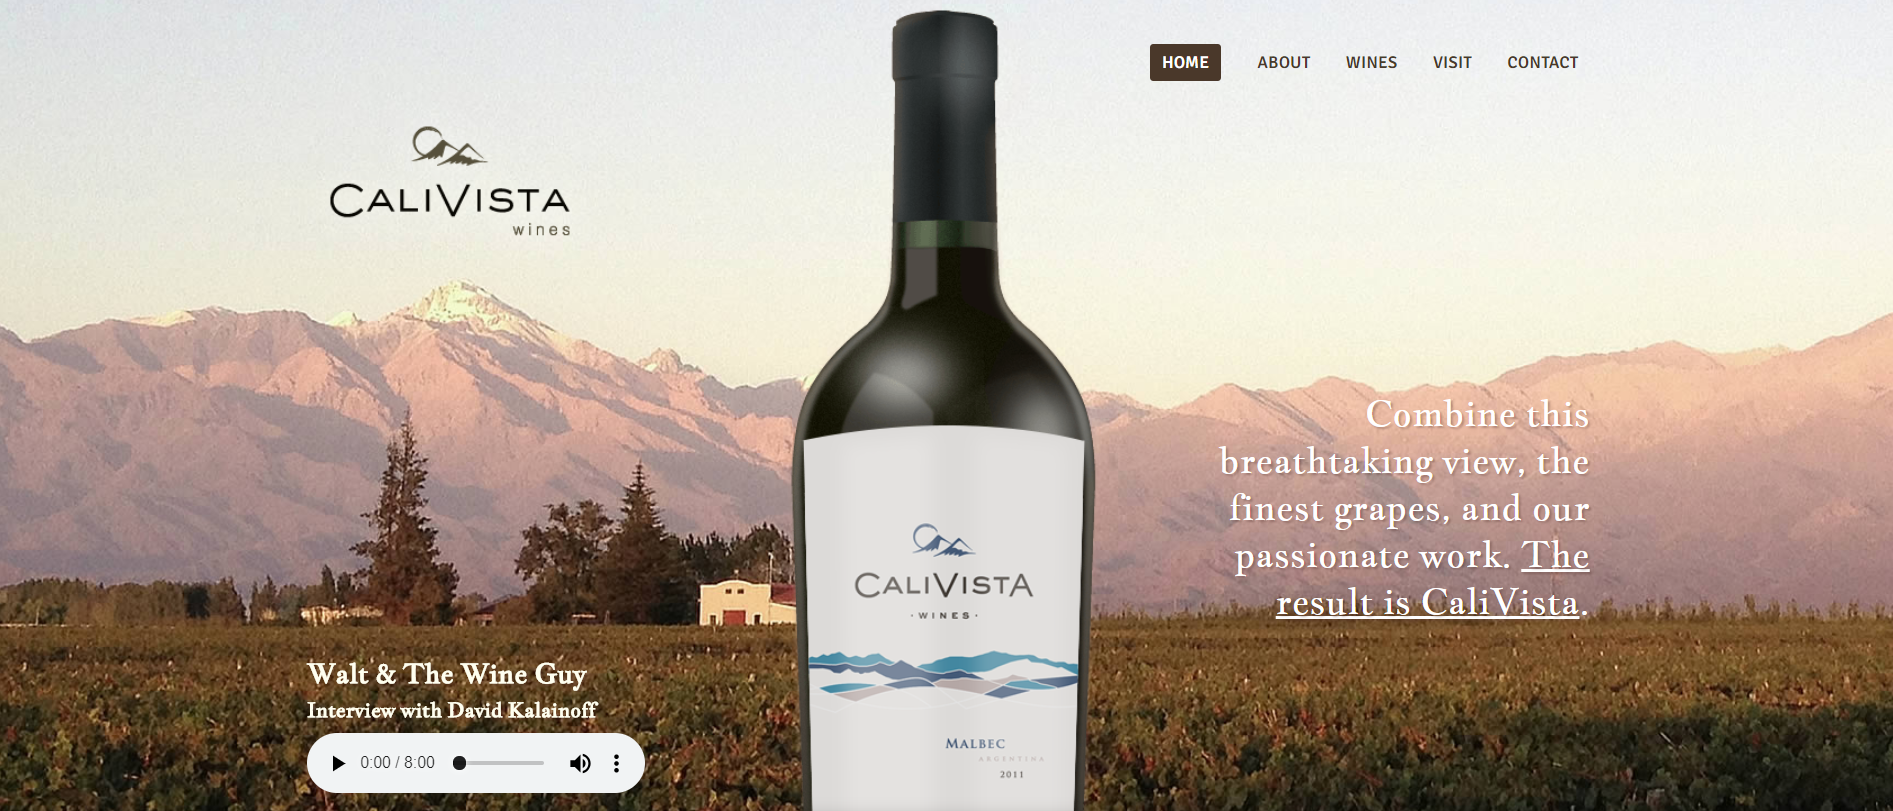 HOME ABOUT WINES VISIT CONTACT
CALIVISTA
wines
Combine this
breathtaking view, the
finest grapes, and our
passionate work. The
result is CaliVista.
CALIVISTA
· WINES ·
MALBEC
ARGENTINA
2011
Walt & The Wine Guy
Interview with David Kalainoff
0:00 / 8:00